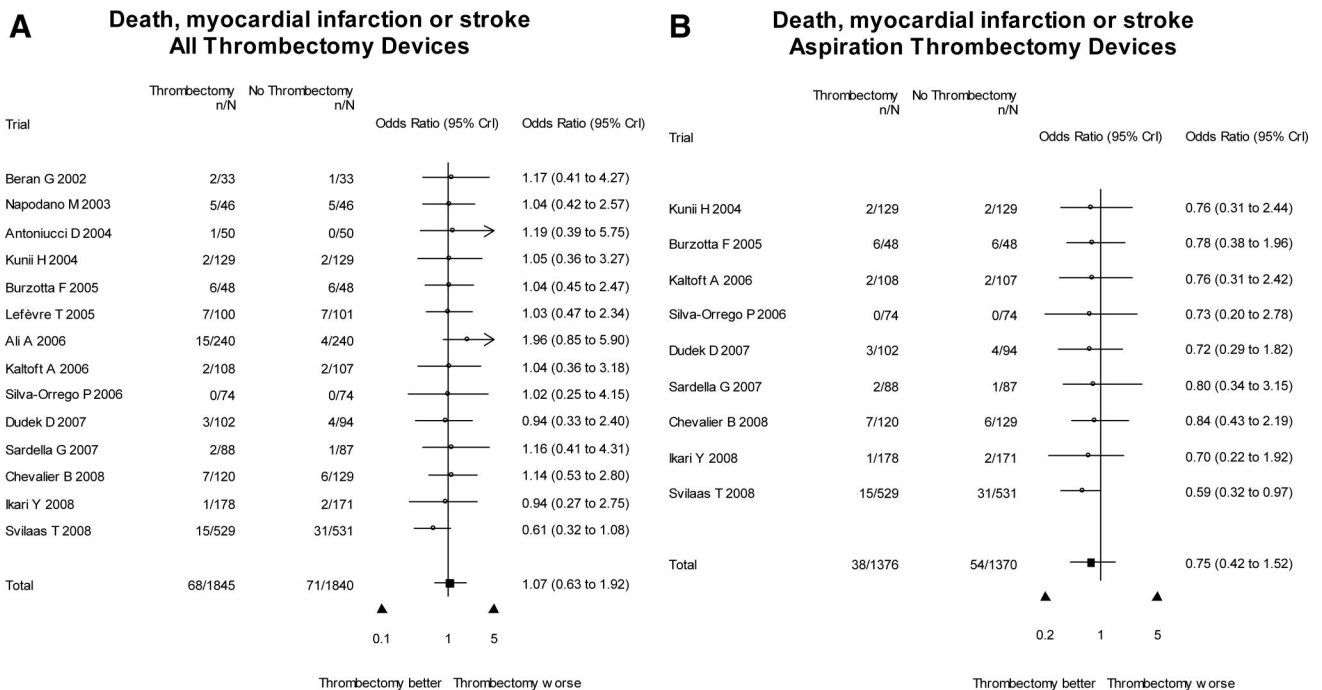 A
Death, myocardial infarction or stroke
All Thrombectomy Devices
Thrombectomy No Thrombectomy
n/N n/N
Trial Odds Ratio (95% CrI) Odds Ratio (95% CrI)
Beran G 2002 2/33 1/33 1.17 (0.41 to 4.27)
Napodano M 2003 5/46 5/46 1.04 (0.42 to 2.57)
Antoniucci D 2004 1/50 0/50 1.19 (0.39 to 5.75)
Kunii H 2004 2/129 2/129 1.05 (0.36 to 3.27)
Burzotta F 2005 6/48 6/48 1.04 (0.45 to 2.47)
Lefèvre T 2005 7/100 7/101 1.03 (0.47 to 2.34)
Ali A 2006 15/240 4/240 1.96 (0.85 to 5.90)
Kaltoft A 2006 2/108 2/107 1.04 (0.36 to 3.18)
Silva-Orrego P 2006 0/74 0/74 1.02 (0.25 to 4.15)
Dudek D 2007 3/102 4/94 0.94 (0.33 to 2.40)
Sardella G 2007 2/88 1/87 1.16 (0.41 to 4.31)
Chevalier B 2008 7/120 6/129 1.14 (0.53 to 2.80)
Ikari Y 2008 1/178 2/171 0.94 (0.27 to 2.75)
Svilaas T 2008 15/529 31/531 0.61 (0.32 to 1.08)
Total 68/1845 71/1840 1.07 (0.63 to 1.92)
0.1 1 5
Thrombectomy better Thrombectomy worse
B
Death, myocardial infarction or stroke
Aspiration Thrombectomy Devices
Thrombectomy No Thrombectomy
n/N n/N
Trial Odds Ratio (95% CrI) Odds Ratio (95% CrI)
Kunii H 2004 2/129 2/129 0.76 (0.31 to 2.44)
Burzotta F 2005 6/48 6/48 0.78 (0.38 to 1.96)
Kaltoft A 2006 2/108 2/107 0.76 (0.31 to 2.42)
Silva-Orrego P 2006 0/74 0/74 0.73 (0.20 to 2.78)
Dudek D 2007 3/102 4/94 0.72 (0.29 to 1.82)
Sardella G 2007 2/88 1/87 0.80 (0.34 to 3.15)
Chevalier B 2008 7/120 6/129 0.84 (0.43 to 2.19)
Ikari Y 2008 1/178 2/171 0.70 (0.22 to 1.92)
Svilaas T 2008 15/529 31/531 0.59 (0.32 to 0.97)
Total 38/1376 54/1370 0.75 (0.42 to 1.52)
0.2 1 5
Thrombectomy better Thrombectomy worse